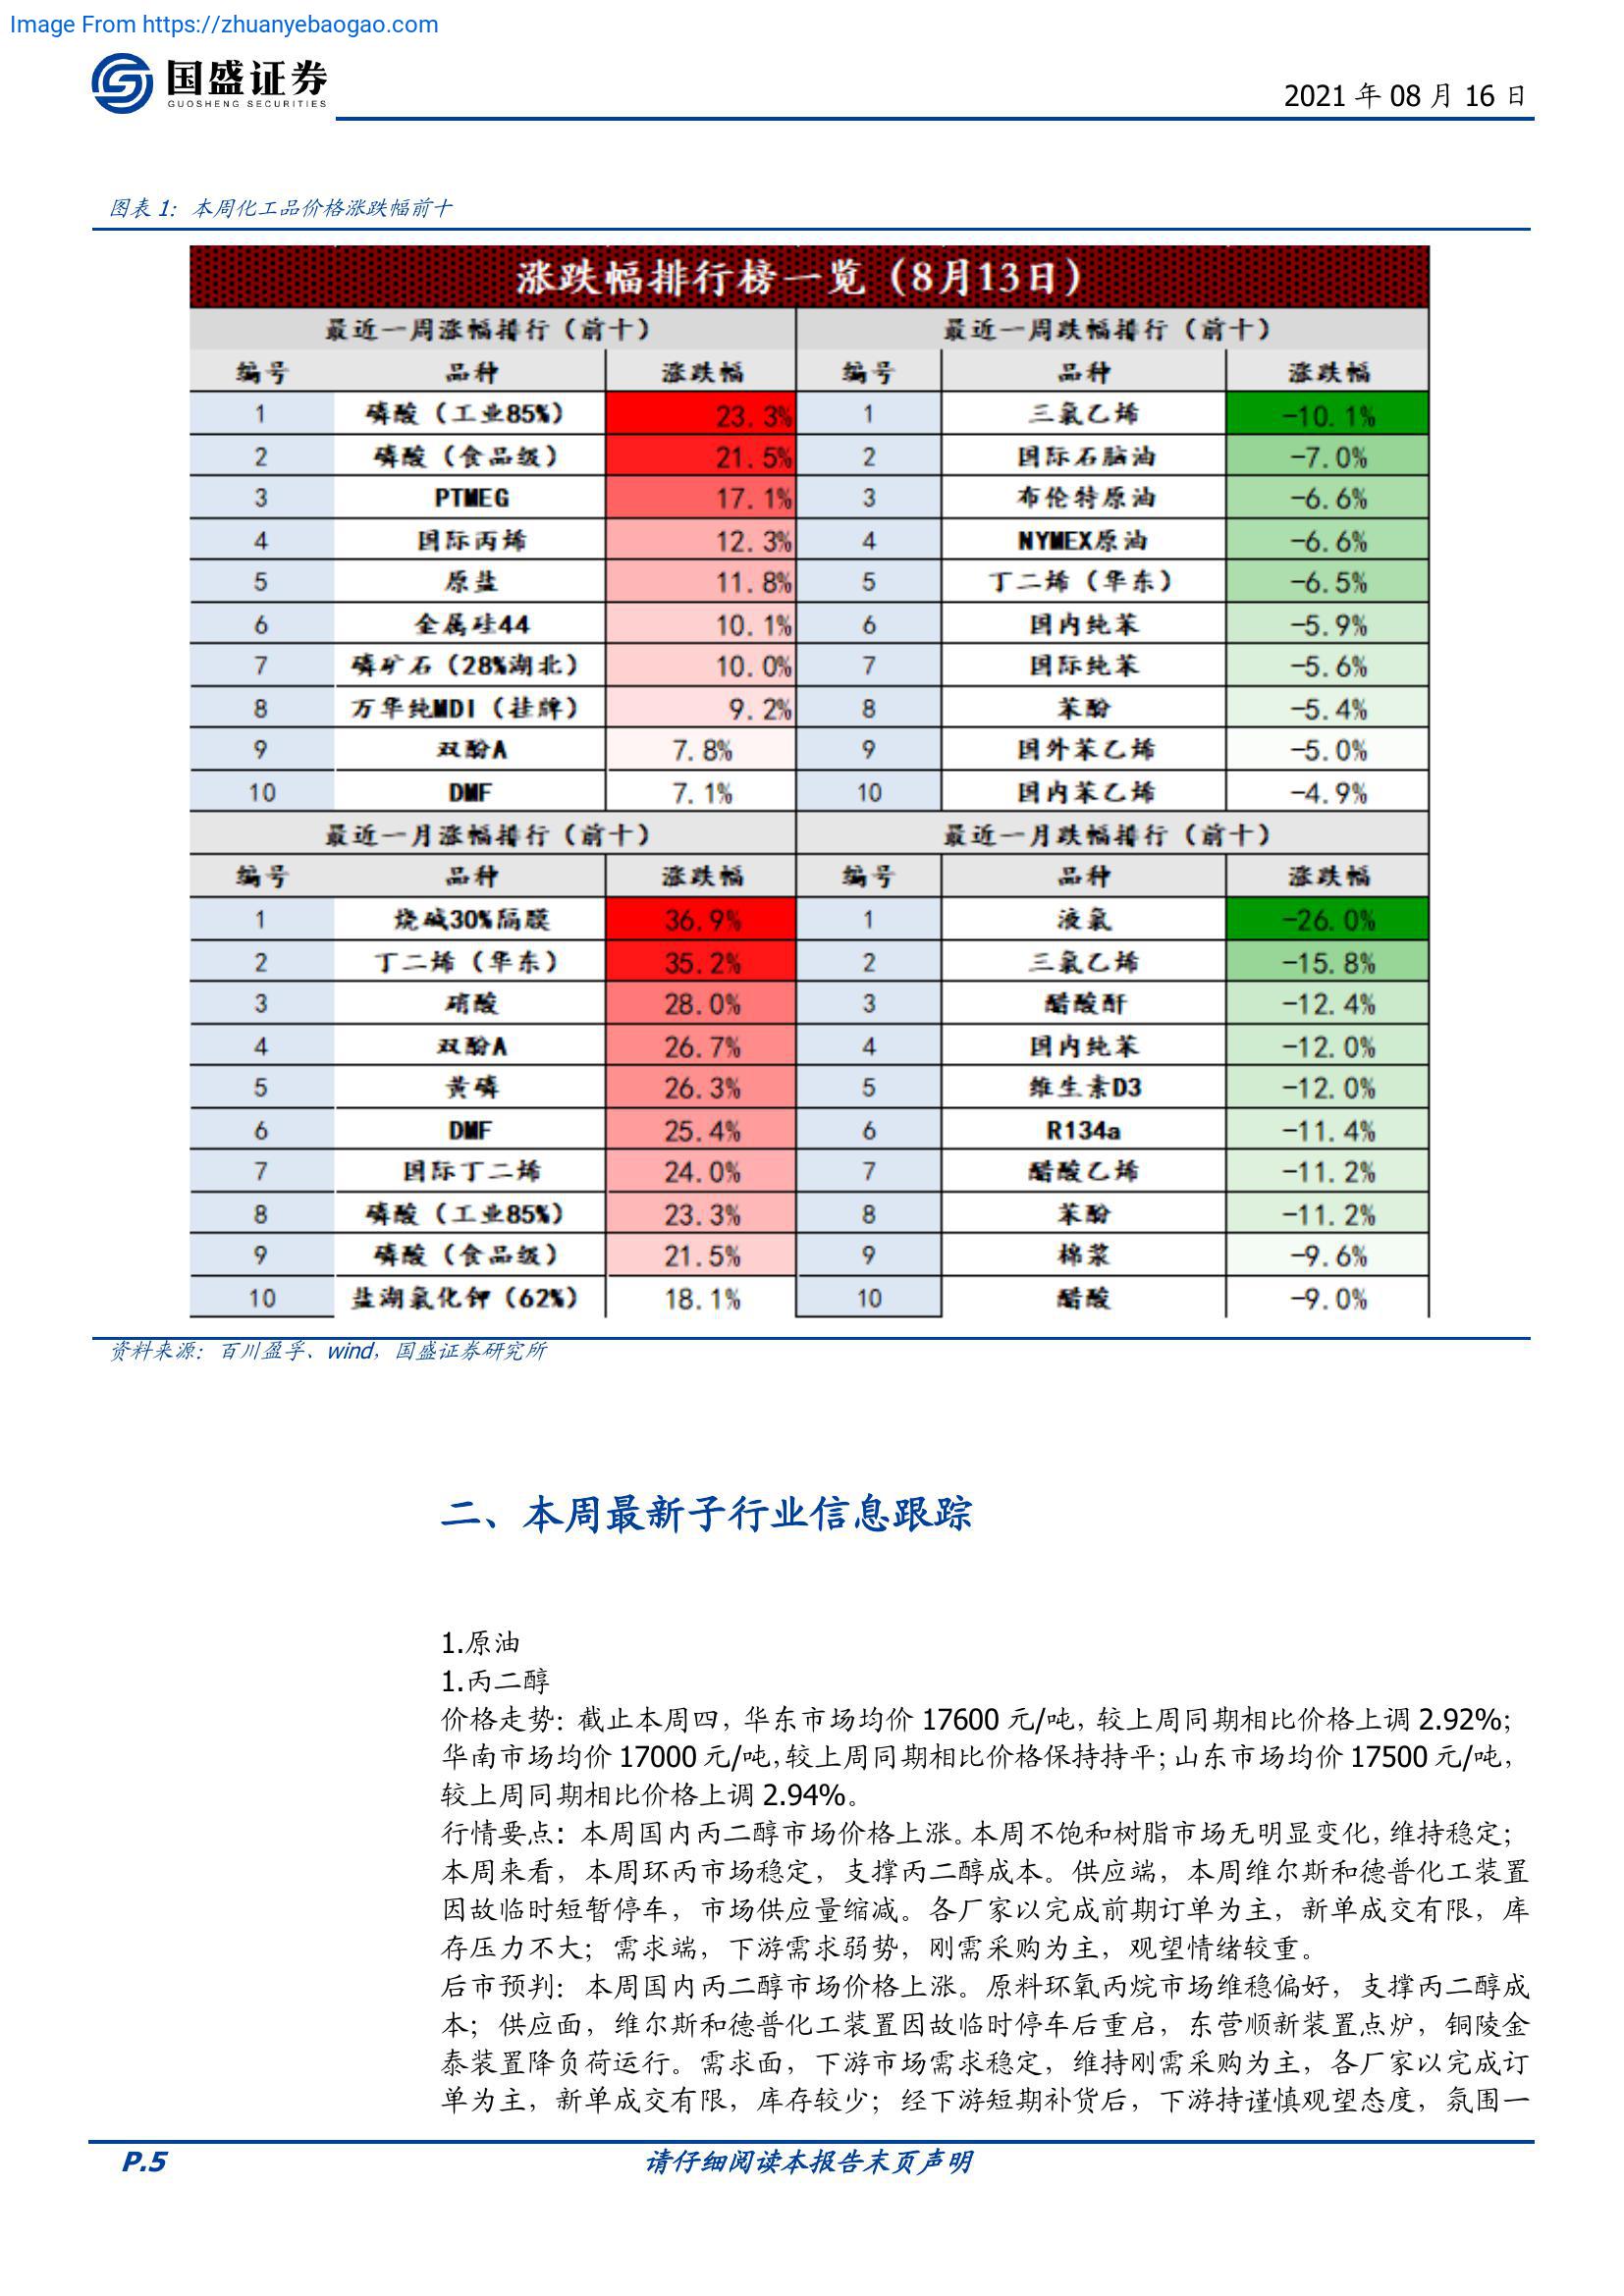 Image From https://zhuanyebaogao.com
国盛证券
GUOSHENG SECURITIES
2021 年 08 月 16 日
图表 1：本周化工品价格涨跌幅前十
涨跌幅排行榜一览（8月13日）
最近一周涨幅排行（前十） 最近一周跌幅排行（前十）
编号 品种 涨跌幅 编号 品种 涨跌幅
1 磷酸（工业85%） 23.3% 1 三氯乙烯 -10.1%
2 磷酸（食品级） 21.5% 2 国际石脑油 -7.0%
3 PTMEG 17.1% 3 布伦特原油 -6.6%
4 国际丙烯 12.3% 4 NYMEX原油 -6.6%
5 原盐 11.8% 5 丁二烯（华东） -6.5%
6 金属硅44 10.1% 6 国内纯苯 -5.9%
7 磷矿石（28%湖北） 10.0% 7 国际纯苯 -5.6%
8 万华纯MDI（挂牌） 9.2% 8 苯酚 -5.4%
9 双酚A 7.8% 9 国外苯乙烯 -5.0%
10 DMF 7.1% 10 国内苯乙烯 -4.9%
最近一月涨幅排行（前十） 最近一月跌幅排行（前十）
编号 品种 涨跌幅 编号 品种 涨跌幅
1 烧碱30%隔膜 36.9% 1 液氯 -26.0%
2 丁二烯（华东） 35.2% 2 三氯乙烯 -15.8%
3 硝酸 28.0% 3 醋酸酐 -12.4%
4 双酚A 26.7% 4 国内纯苯 -12.0%
5 黄磷 26.3% 5 维生素D3 -12.0%
6 DMF 25.4% 6 R134a -11.4%
7 国际丁二烯 24.0% 7 醋酸乙烯 -11.2%
8 磷酸（工业85%） 23.3% 8 苯酚 -11.2%
9 磷酸（食品级） 21.5% 9 棉浆 -9.6%
10 盐湖氯化钾（62%） 18.1% 10 醋酸 -9.0%
资料来源：百川盈孚、wind，国盛证券研究所
二、本周最新子行业信息跟踪
1.原油
1.丙二醇
价格走势：截止本周四，华东市场均价 17600 元/吨，较上周同期相比价格上调 2.92%；
华南市场均价 17000 元/吨，较上周同期相比价格保持持平；山东市场均价 17500 元/吨，
较上周同期相比价格上调 2.94%。
行情要点：本周国内丙二醇市场价格上涨。本周不饱和树脂市场无明显变化，维持稳定；
本周来看，本周环丙市场稳定，支撑丙二醇成本。供应端，本周维尔斯和德普化工装置
因故临时短暂停车，市场供应量缩减。各厂家以完成前期订单为主，新单成交有限，库
存压力不大；需求端，下游需求弱势，刚需采购为主，观望情绪较重。
后市预判：本周国内丙二醇市场价格上涨。原料环氧丙烷市场维稳偏好，支撑丙二醇成
本；供应面，维尔斯和德普化工装置因故临时停车后重启，东营顺新装置点炉，铜陵金
泰装置降负荷运行。需求面，下游市场需求稳定，维持刚需采购为主，各厂家以完成订
单为主，新单成交有限，库存较少；经下游短期补货后，下游持谨慎观望态度，氛围一
P.5 请仔细阅读本报告末页声明